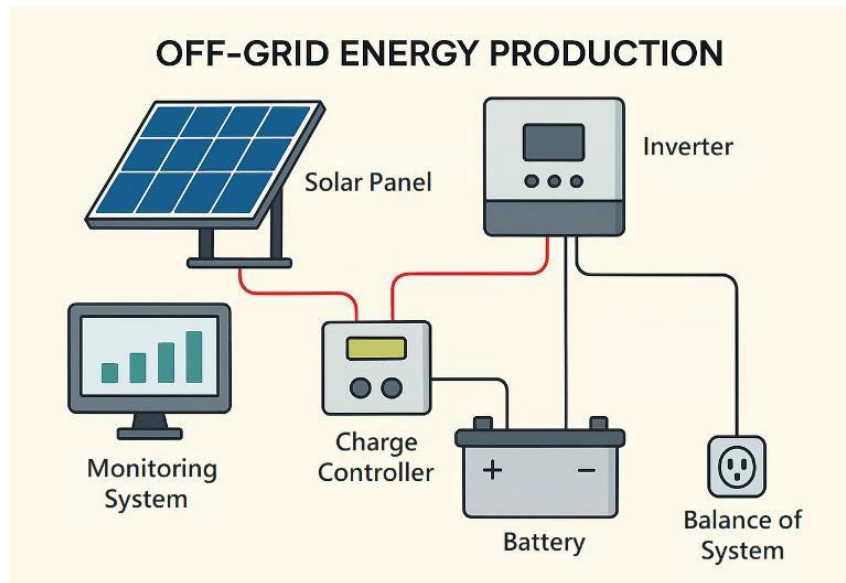 OFF-GRID ENERGY PRODUCTION
Solar Panel
Inverter
Monitoring
System
Charge
Controller
+ −
Battery
Balance of
System